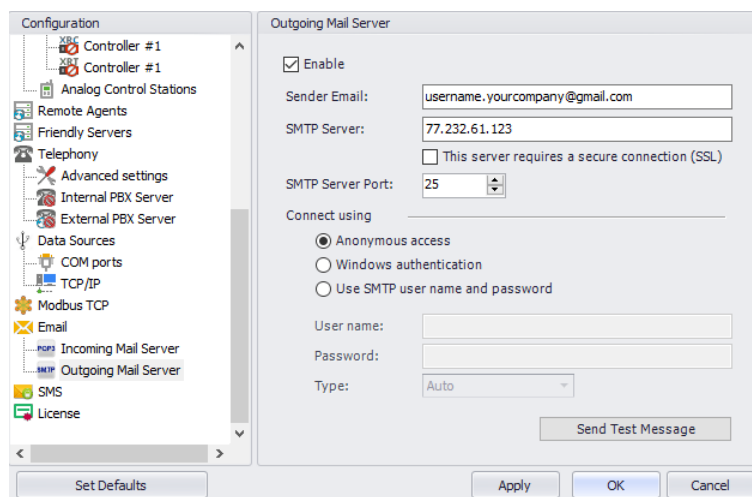 Configuration
XRC Controller #1
XRT Controller #1
Analog Control Stations
Remote Agents
Friendly Servers
Telephony
Advanced settings
Internal PBX Server
External PBX Server
Data Sources
COM ports
TCP/IP
Modbus TCP
Email
POP3 Incoming Mail Server
SMTP Outgoing Mail Server
SMS
License
Set Defaults
Outgoing Mail Server
Enable
Sender Email: username.yourcompany@gmail.com
SMTP Server: 77.232.61.123
This server requires a secure connection (SSL)
SMTP Server Port: 25
Connect using
Anonymous access
Windows authentication
Use SMTP user name and password
User name:
Password:
Type: Auto
Send Test Message
Apply OK Cancel